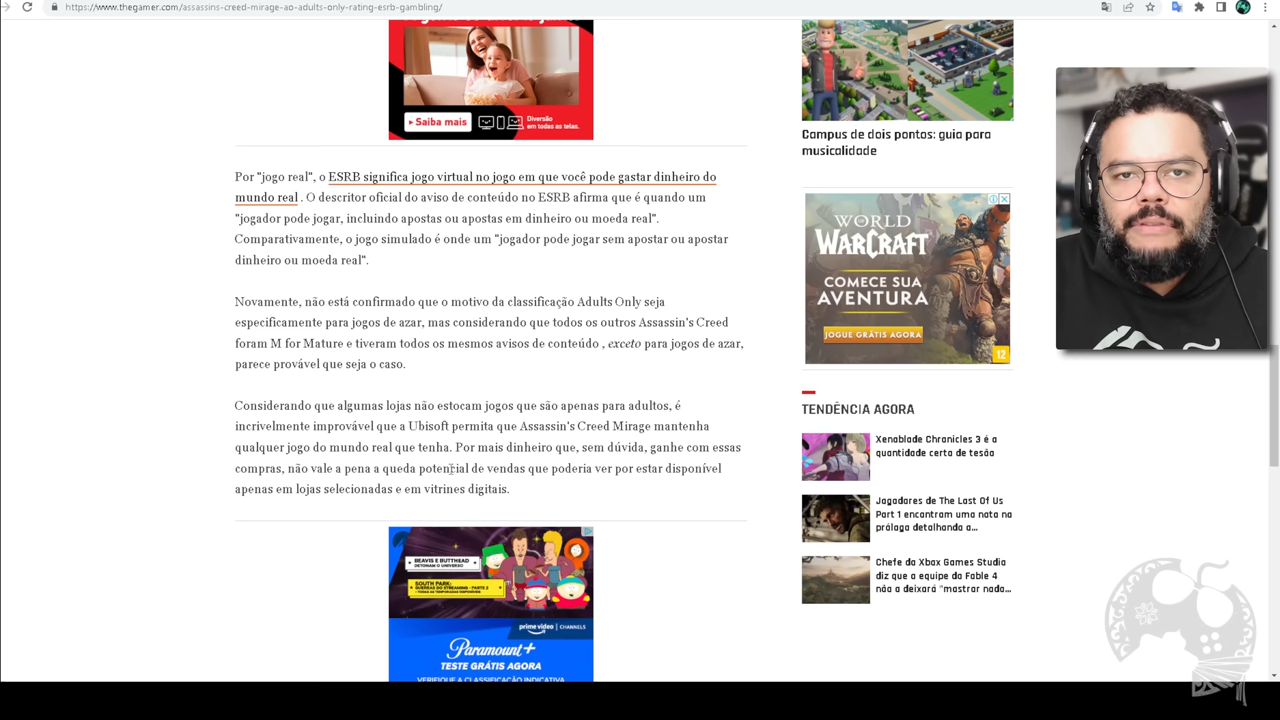 https://www.thegamer.com/assassins-creed-mirage-ao-adults-only-rating-esrb-gambling/
Saiba mais
Diversão
em todas as telas.
Por "jogo real", o ESRB significa jogo virtual no jogo em que você pode gastar dinheiro do
mundo real . O descritor oficial do aviso de conteúdo no ESRB afirma que é quando um
"jogador pode jogar, incluindo apostas ou apostas em dinheiro ou moeda real".
Comparativamente, o jogo simulado é onde um "jogador pode jogar sem apostar ou apostar
dinheiro ou moeda real".
Novamente, não está confirmado que o motivo da classificação Adults Only seja
especificamente para jogos de azar, mas considerando que todos os outros Assassin's Creed
foram M for Mature e tiveram todos os mesmos avisos de conteúdo , exceto para jogos de azar,
parece provável que seja o caso.
Considerando que algumas lojas não estocam jogos que são apenas para adultos, é
incrivelmente improvável que a Ubisoft permita que Assassin's Creed Mirage mantenha
qualquer jogo do mundo real que tenha. Por mais dinheiro que, sem dúvida, ganhe com essas
compras, não vale a pena a queda potencial de vendas que poderia ver por estar disponível
apenas em lojas selecionadas e em vitrines digitais.
BEAVIS E BUTTHEAD
DETONAM O UNIVERSO
SOUTH PARK:
GUERRAS DO STREAMING - PARTE 2
prime video | CHANNELS
Paramount+
TESTE GRÁTIS AGORA
VERIFIQUE A CLASSIFICAÇÃO INDICATIVA
Campus de dois pontos: guia para
musicalidade
WORLD
OF
WARCRAFT
COMECE SUA
AVENTURA
JOGUE GRÁTIS AGORA
12
TENDÊNCIA AGORA
Xenoblade Chronicles 3 é a
quantidade certa de tesão
Jogadores de The Last Of Us
Part 1 encontram uma nota no
prólogo detalhando a...
Chefe do Xbox Games Studio
diz que a equipe do Fable 4
não a deixará "mostrar nada...